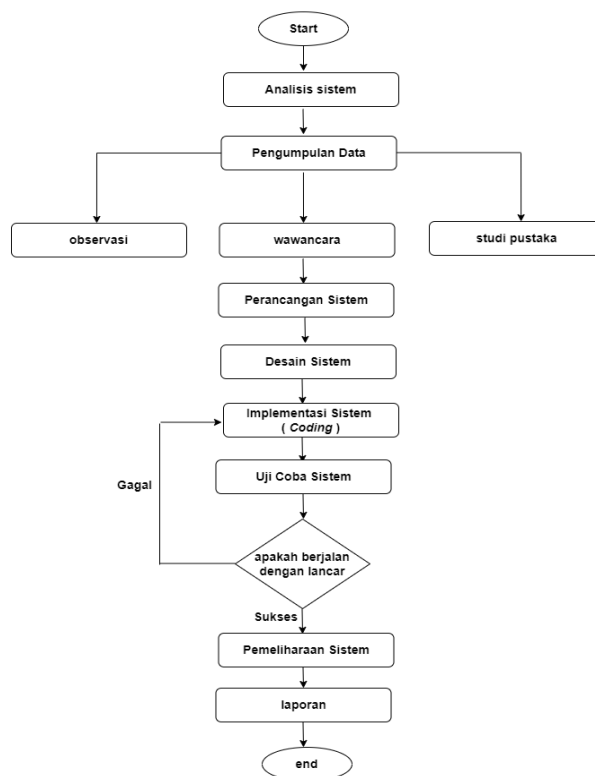 Start
Analisis sistem
Pengumpulan Data
observasi
wawancara
studi pustaka
Perancangan Sistem
Desain Sistem
Implementasi Sistem
( Coding )
Uji Coba Sistem
Gagal
apakah berjalan
dengan lancar
Sukses
Pemeliharaan Sistem
laporan
end